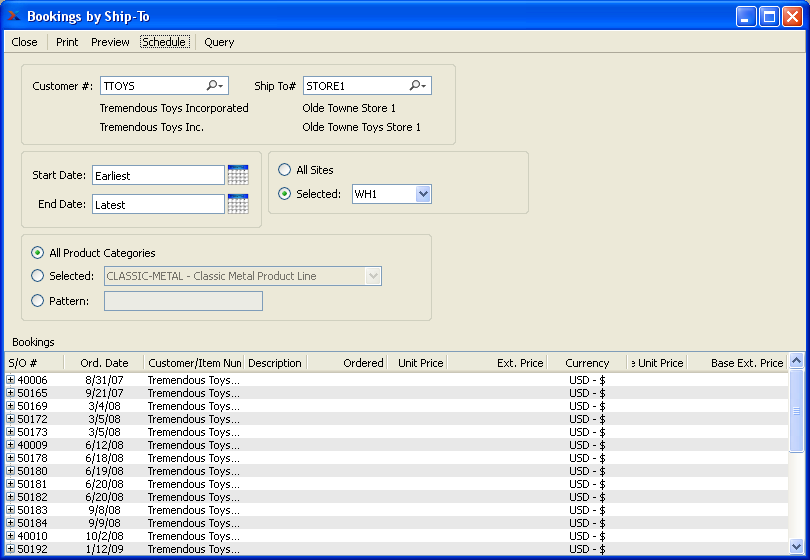 Bookings by Ship-To
Close Print Preview Schedule Query
Customer #: TTOYS Ship To# STORE1
Tremendous Toys Incorporated Olde Towne Store 1
Tremendous Toys Inc. Olde Towne Toys Store 1
Start Date: Earliest All Sites
End Date: Latest Selected: WH1
All Product Categories
Selected: CLASSIC-METAL - Classic Metal Product Line
Pattern:
Bookings
S/O # Ord. Date Customer/Item Nun Description Ordered Unit Price Ext. Price Currency e Unit Price Base Ext. Price
40006 8/31/07 Tremendous Toys... USD - $
50165 9/21/07 Tremendous Toys... USD - $
50169 3/4/08 Tremendous Toys... USD - $
50172 3/5/08 Tremendous Toys... USD - $
50173 3/5/08 Tremendous Toys... USD - $
40009 6/12/08 Tremendous Toys... USD - $
50178 6/18/08 Tremendous Toys... USD - $
50180 6/19/08 Tremendous Toys... USD - $
50181 6/20/08 Tremendous Toys... USD - $
50182 6/20/08 Tremendous Toys... USD - $
50183 9/8/08 Tremendous Toys... USD - $
50184 9/9/08 Tremendous Toys... USD - $
40010 10/2/08 Tremendous Toys... USD - $
50192 1/12/09 Tremendous Toys... USD - $